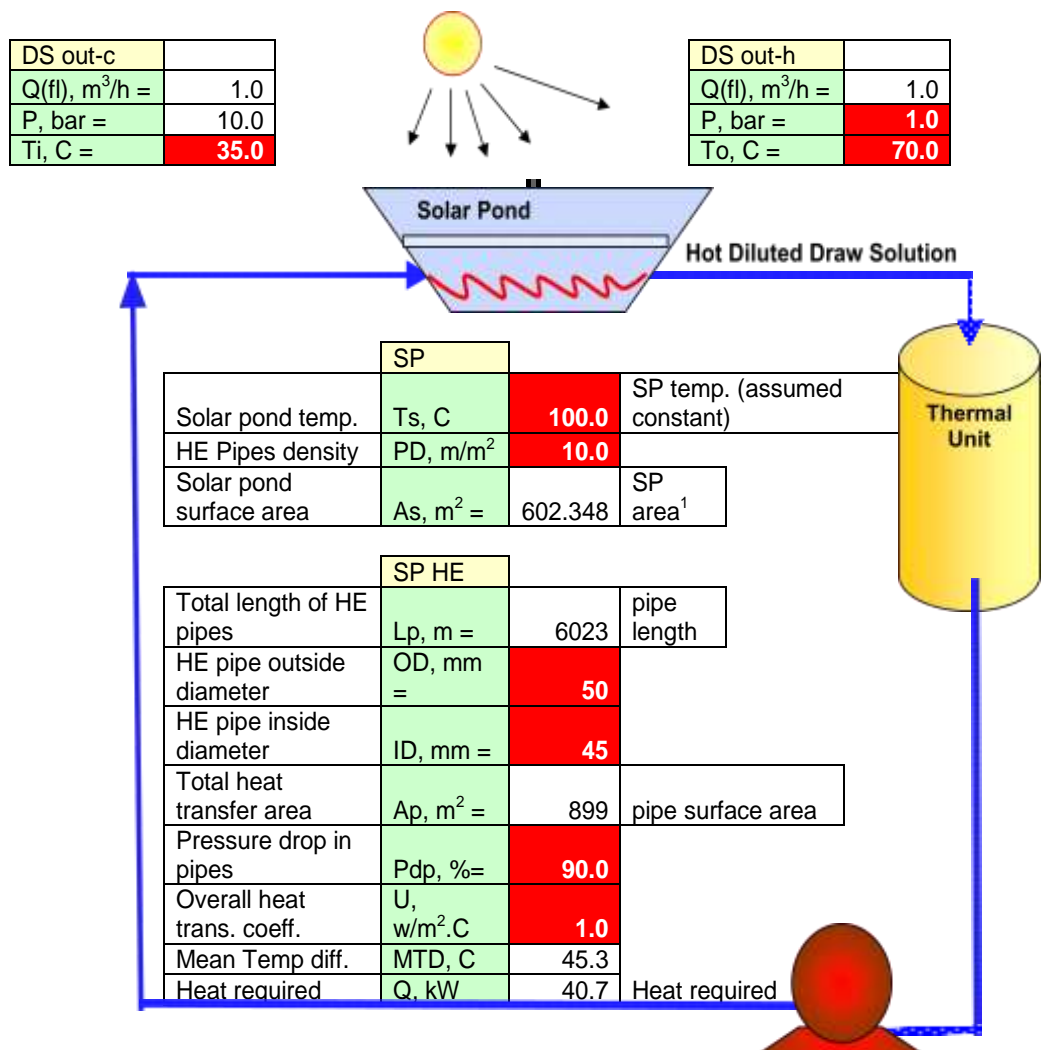 DS out-c
Q(fl), m³/h = 1.0
P, bar = 10.0
Ti, C = 35.0
DS out-h
Q(fl), m³/h = 1.0
P, bar = 1.0
To, C = 70.0
Solar Pond
Hot Diluted Draw Solution
Thermal
Unit
SP
SP temp. (assumed
Solar pond temp. Ts, C 100.0 constant)
HE Pipes density PD, m/m² 10.0
Solar pond SP
surface area As, m² = 602.348 area¹
SP HE
Total length of HE pipe
pipes Lp, m = 6023 length
HE pipe outside OD, mm
diameter = 50
HE pipe inside
diameter ID, mm = 45
Total heat
transfer area Ap, m² = 899 pipe surface area
Pressure drop in
pipes Pdp, %= 90.0
Overall heat U,
trans. coeff. w/m².C 1.0
Mean Temp diff. MTD, C 45.3
Heat required Q, kW 40.7 Heat required